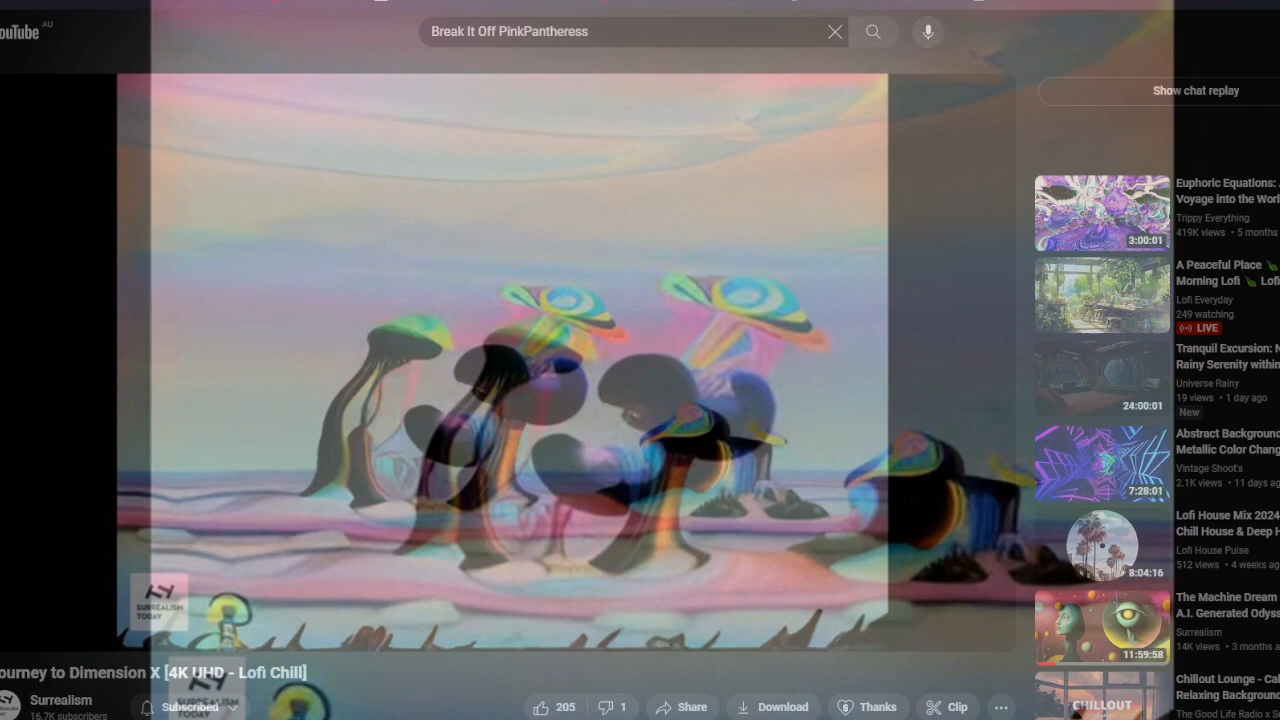 ouTube AU
Break It Off PinkPantheress
Show chat replay
Euphoric Equations:
Voyage into the Worl
Trippy Everything
419K views • 5 months
3:00:01
A Peaceful Place
Morning Lofi Lofi
Lofi Everyday
249 watching
LIVE
Tranquil Excursion: N
Rainy Serenity within
Universe Rainy
19 views • 1 day ago
New
24:00:01
Abstract Background
Metallic Color Chang
Vintage Shoot's
2.1K views • 11 days ag
7:28:01
Lofi House Mix 2024
Chill House & Deep H
Lofi House Pulse
512 views • 4 weeks ag
8:04:16
The Machine Dream
A.I. Generated Odyss
Surrealism
14K views • 3 months a
11:59:58
Chillout Lounge - Cal
Relaxing Background
The Good Life Radio x S
CHILLOUT
SURREALISM
TODAY
ourney to Dimension X [4K UHD - Lofi Chill]
Surrealism
16.7K subscribers
Subscribed
205
1
Share
Download
Thanks
Clip
SURREALISM